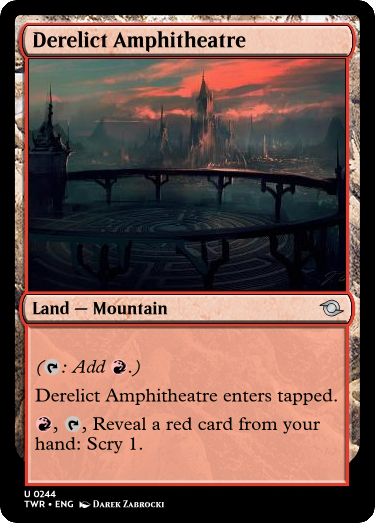 Derelict Amphitheatre
Land — Mountain
(: Add .)
Derelict Amphitheatre enters tapped.
, , Reveal a red card from your
hand: Scry 1.
U 0244
TWR • ENG Darek Zabrocki